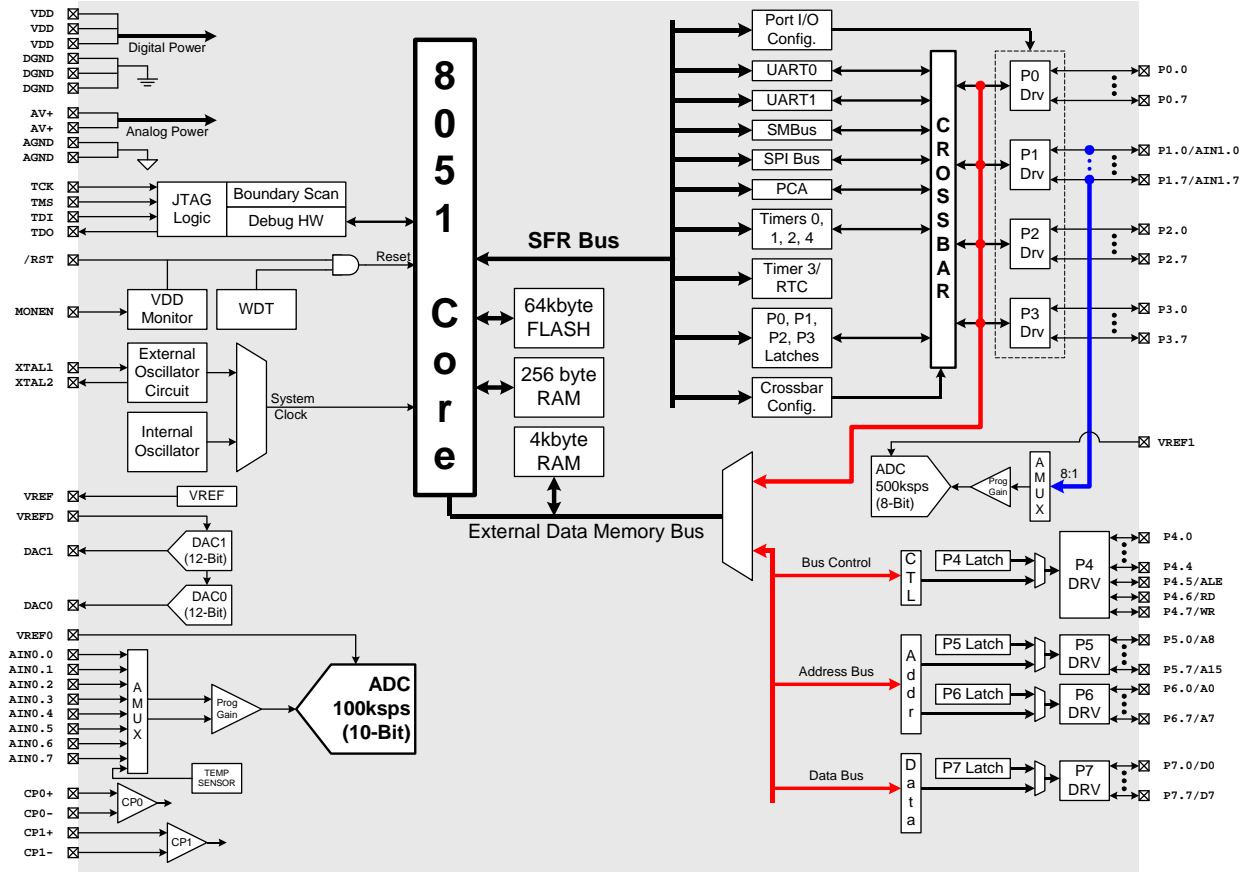 VDD
VDD
VDD
Digital Power
DGND
DGND
DGND
AV+
AV+
Analog Power
AGND
AGND
TCK
TMS
TDI
TDO
JTAG
Logic
Boundary Scan
Debug HW
/RST
Reset
MONEN
VDD
Monitor
WDT
XTAL1
XTAL2
External
Oscillator
Circuit
System
Clock
Internal
Oscillator
VREF
VREF
VREFD
DAC1
DAC1
(12-Bit)
DAC0
DAC0
(12-Bit)
VREF0
AIN0.0
AIN0.1
AIN0.2
AIN0.3
AIN0.4
AIN0.5
AIN0.6
AIN0.7
AMUX
Prog
Gain
ADC
100ksps
(10-Bit)
TEMP
SENSOR
CP0+
CP0-
CP0
CP1+
CP1-
CP1
8051 Core
SFR Bus
64kbyte
FLASH
256 byte
RAM
4kbyte
RAM
External Data Memory Bus
Port I/O
Config.
UART0
UART1
SMBus
SPI Bus
PCA
Timers 0,
1, 2, 4
Timer 3/
RTC
P0, P1,
P2, P3
Latches
Crossbar
Config.
CROSSBAR
P0
Drv
P1
Drv
P2
Drv
P3
Drv
P0.0
P0.7
P1.0/AIN1.0
P1.7/AIN1.7
P2.0
P2.7
P3.0
P3.7
VREF1
ADC
500ksps
(8-Bit)
Prog
Gain
AMUX
8:1
Bus Control
CTL
P4 Latch
P4
DRV
P4.0
P4.4
P4.5/ALE
P4.6/RD
P4.7/WR
Address Bus
Addr
P5 Latch
P5
DRV
P5.0/A8
P5.7/A15
P6 Latch
P6
DRV
P6.0/A0
P6.7/A7
Data Bus
Data
P7 Latch
P7
DRV
P7.0/D0
P7.7/D7